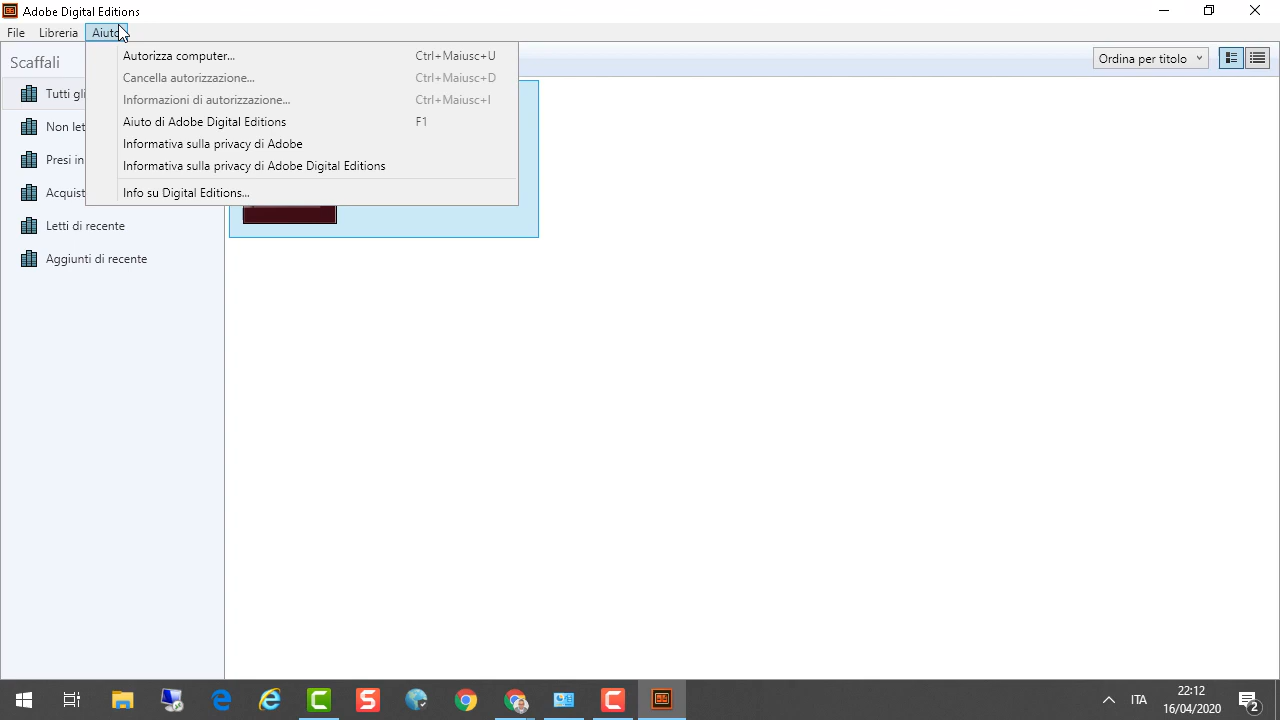 Adobe Digital Editions
File Libreria Aiuto
Autorizza computer... Ctrl+Maiusc+U
Cancella autorizzazione... Ctrl+Maiusc+D
Informazioni di autorizzazione... Ctrl+Maiusc+I
Aiuto di Adobe Digital Editions F1
Informativa sulla privacy di Adobe
Informativa sulla privacy di Adobe Digital Editions
Info su Digital Editions...
Scaffali
Tutti gli
Non let
Presi in
Acquist
Letti di recente
Aggiunti di recente
Ordina per titolo
ITA
22:12
16/04/2020
2